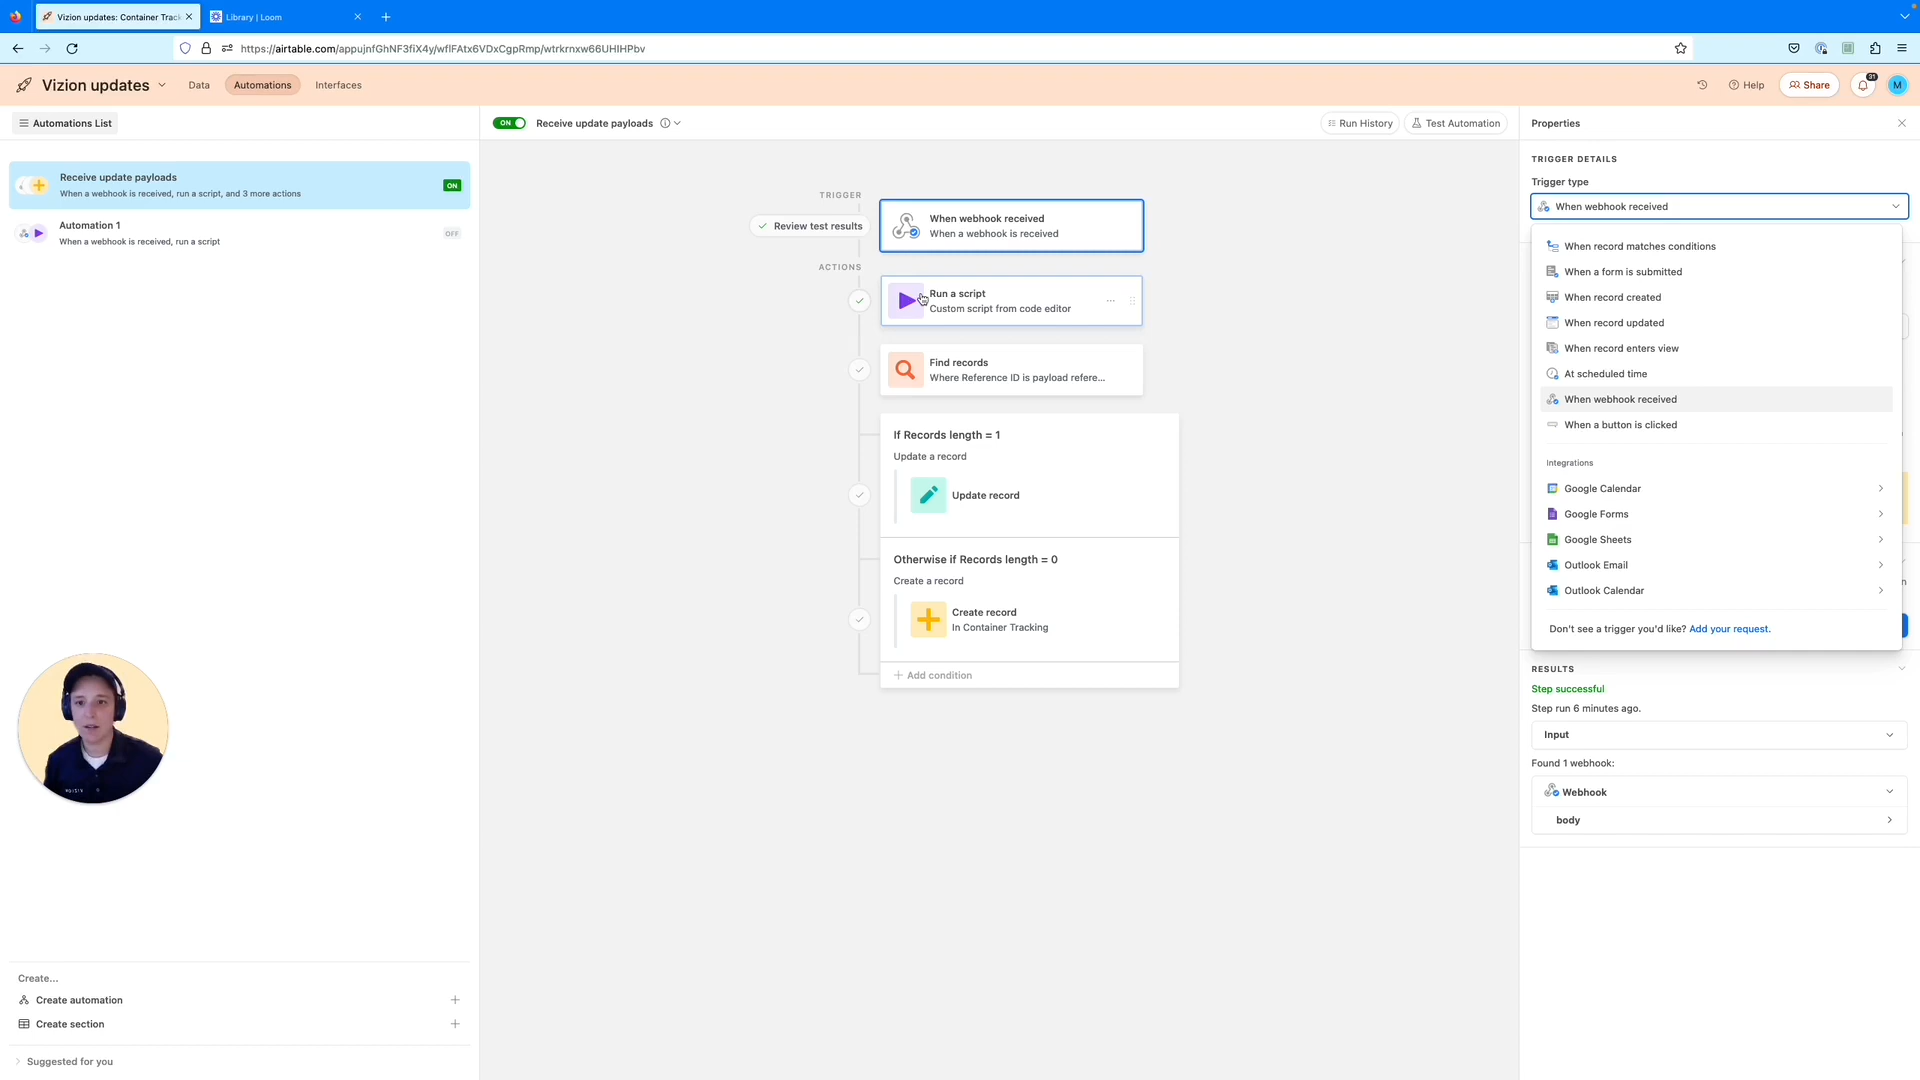 Vizion updates: Container Track
Library | Loom
https://airtable.com/appujnfGhNF3fiX4y/wflFAtx6VDxCgpRmp/wtrkrnxw66UHIHPbv
Vizion updates
Data
Automations
Interfaces
Help
Share
31
M
Automations List
ON
Receive update payloads
Run History
Test Automation
Properties
Receive update payloads
When a webhook is received, run a script, and 3 more actions
ON
Automation 1
When a webhook is received, run a script
OFF
TRIGGER
Review test results
When webhook received
When a webhook is received
ACTIONS
Run a script
Custom script from code editor
Find records
Where Reference ID is payload refere...
If Records length = 1
Update a record
Update record
Otherwise if Records length = 0
Create a record
Create record
In Container Tracking
+ Add condition
TRIGGER DETAILS
Trigger type
When webhook received
When record matches conditions
When a form is submitted
When record created
When record updated
When record enters view
At scheduled time
When webhook received
When a button is clicked
Integrations
Google Calendar
Google Forms
Google Sheets
Outlook Email
Outlook Calendar
Don't see a trigger you'd like? Add your request.
RESULTS
Step successful
Step run 6 minutes ago.
Input
Found 1 webhook:
Webhook
body
Create...
Create automation
Create section
Suggested for you